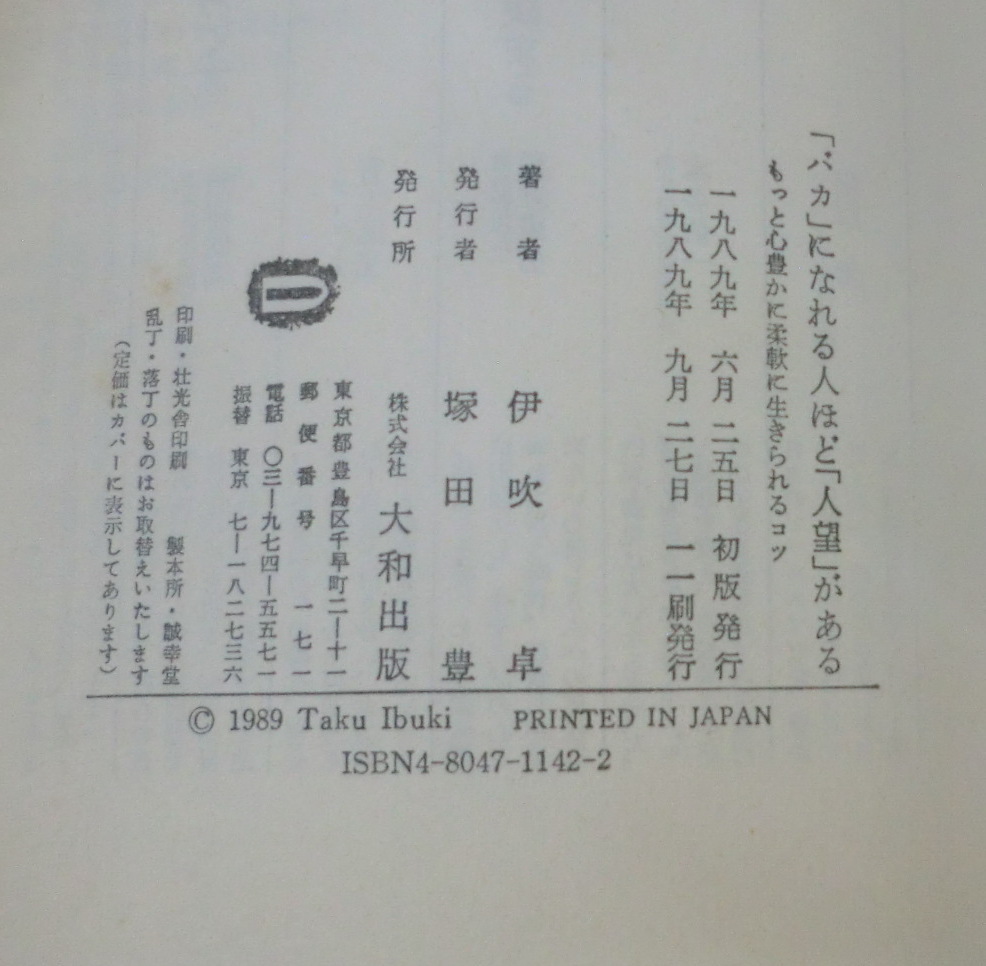 「バカ」になれる人ほど「人望」がある
もっと心豊かに柔軟に生きられるコツ
一九八九年 六月 二五日 初版発行
一九八九年 九月 二七日 一一刷発行
著者 伊吹 卓
発行者 塚田 豊
発行所 株式会社 大和出版
東京都豊島区千早町二―十一
郵便番号 一七一
電話 〇三―九七四―五五七一
振替 東京 七―一八二七三六
印刷・壮光舎印刷 製本所・誠幸堂
乱丁・落丁のものはお取替えいたします
(定価はカバーに表示してあります)
© 1989 Taku Ibuki PRINTED IN JAPAN
ISBN4-8047-1142-2